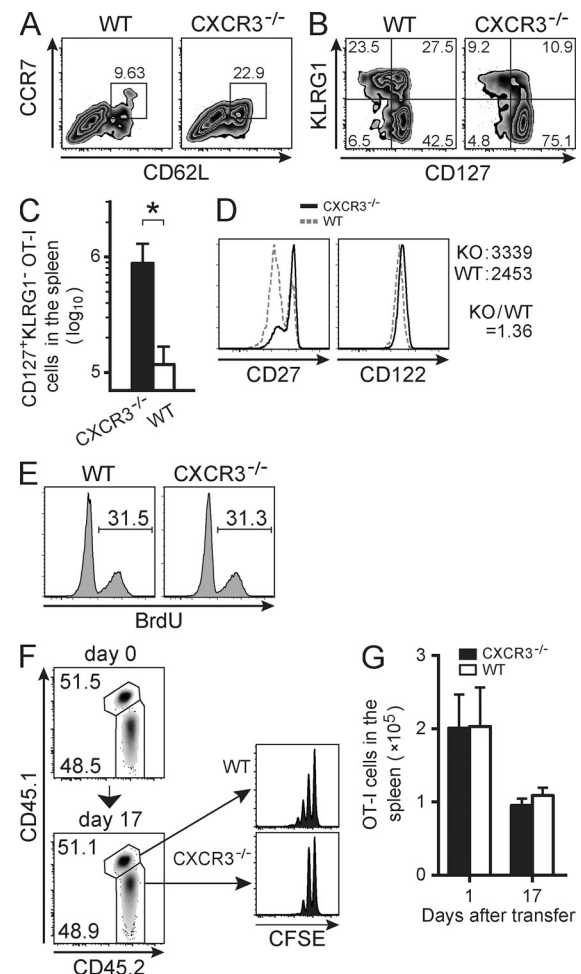 A
WT
CXCR3⁻/⁻
CCR7
9.63
22.9
CD62L
B
WT
CXCR3⁻/⁻
KLRG1
23.5
27.5
6.5
42.5
9.2
10.9
4.8
75.1
CD127
C
CD127⁺KLRG1⁻ OT-I
cells in the spleen
(log₁₀)
6
5
*
CXCR3⁻/⁻
WT
D
CXCR3⁻/⁻
WT
CD27
CD122
KO:3339
WT:2453
KO/WT
=1.36
E
WT
CXCR3⁻/⁻
31.5
31.3
BrdU
F
day 0
51.5
48.5
day 17
51.1
48.9
CD45.1
CD45.2
WT
CXCR3⁻/⁻
CFSE
G
CXCR3⁻/⁻
WT
OT-I cells in the
spleen (×10⁵)
3
2
1
0
1
17
Days after transfer